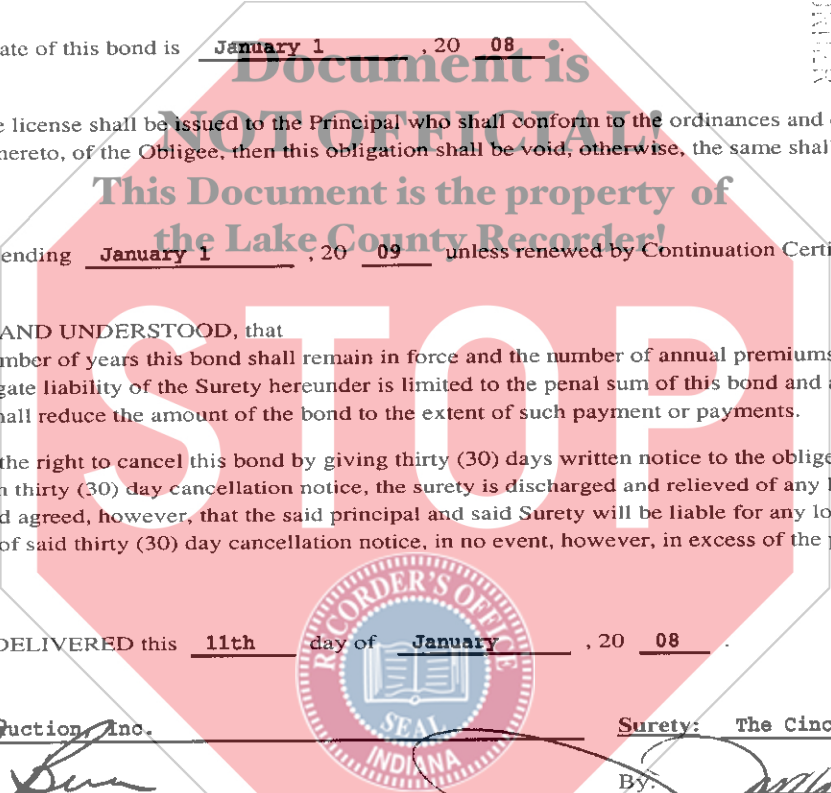 ate of this bond is January 1 , 20 08 .
Document is
e license shall be issued to the Principal who shall conform to the ordinances and
NOT OFFICIAL!
hereto, of the Obligee, then this obligation shall be void, otherwise, the same shall
This Document is the property of
the Lake County Recorder!
ending January 1 , 20 09 unless renewed by Continuation Certi
STOP
AND UNDERSTOOD, that
mber of years this bond shall remain in force and the number of annual premiums
gate liability of the Surety hereunder is limited to the penal sum of this bond and a
hall reduce the amount of the bond to the extent of such payment or payments.
the right to cancel this bond by giving thirty (30) days written notice to the oblige
n thirty (30) day cancellation notice, the surety is discharged and relieved of any l
d agreed, however, that the said principal and said Surety will be liable for any lo
of said thirty (30) day cancellation notice, in no event, however, in excess of the p
RECORDER'S OFFICE
DELIVERED this 11th day of January , 20 08 .
SEAL
INDIANA
ruction, Inc. Surety: The Cinc
By: